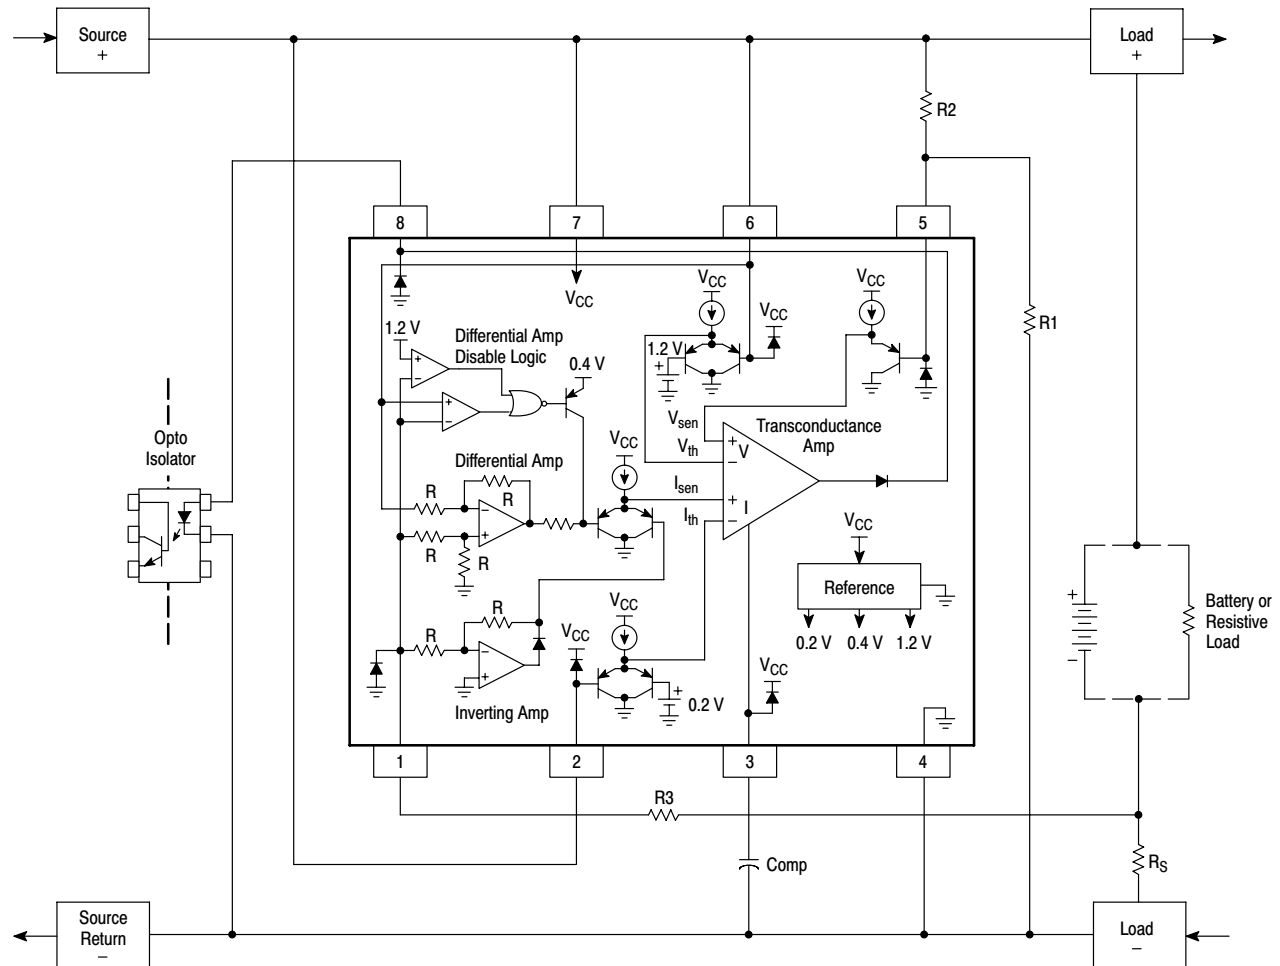 Source
+
Load
+
R2
8
7
6
5
VCC
VCC
VCC
VCC
R1
1.2 V
Differential Amp
Disable Logic
0.4 V
1.2 V
+
+
−
+
−
Opto
Isolator
Vsen
Vth
Transconductance
Amp
VCC
+
V
−
Differential Amp
Isen
Ith
+
I
−
R
R
−
+
R
R
VCC
Reference
0.2 V
0.4 V
1.2 V
+
−
Battery or
Resistive
Load
R
R
−
+
VCC
VCC
+
0.2 V
VCC
Inverting Amp
1
2
3
4
R3
Comp
RS
Source
Return
−
Load
−